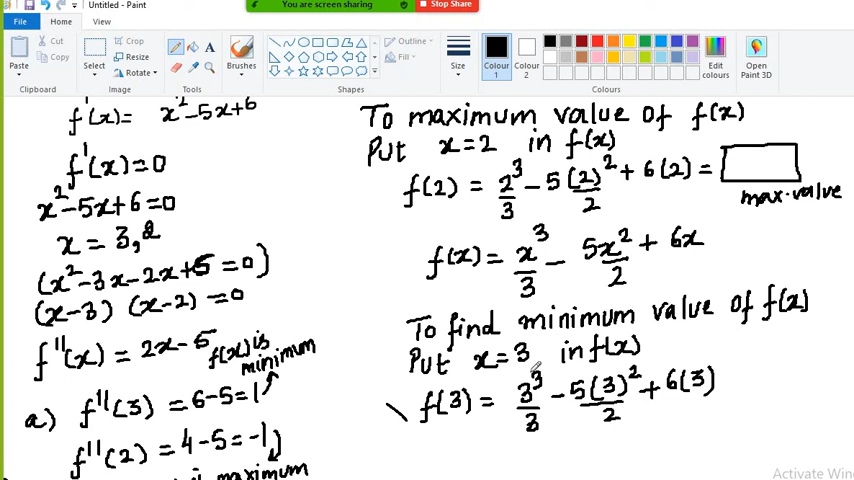 Untitled - Paint
You are screen sharing
Stop Share
File
Home
View
Paste
Cut
Copy
Clipboard
Select
Crop
Resize
Rotate
Image
A
Tools
Brushes
Shapes
Outline
Fill
Size
Colour 1
Colour 2
Colours
Edit colours
Open Paint 3D
f'(x) = x²-5x+6
f'(x)=0
x²-5x+6=0
x = 3,2
(x²-3x-2x+6=0)
(x-3) (x-2)=0
f''(x) = 2x-5 f(x) is minimum
a) f''(3) = 6-5=1
f''(2) = 4-5=-1
is maximum
To maximum value of f(x)
Put x=2 in f(x)
f(2) = 2³/3 - 5(2)²/2 + 6(2) =
max·value
f(x) = x³/3 - 5x²/2 + 6x
To find minimum value of f(x)
Put x=3 in f(x)
f(3) = 3³/3 - 5(3)²/2 + 6(3)
Activate Win